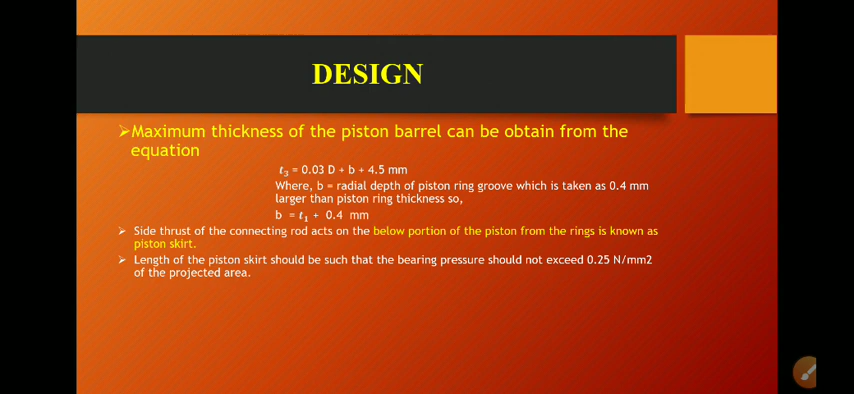 DESIGN
➢Maximum thickness of the piston barrel can be obtain from the
equation
t₃ = 0.03 D + b + 4.5 mm
Where, b = radial depth of piston ring groove which is taken as 0.4 mm
larger than piston ring thickness so,
b = t₁ + 0.4 mm
➢ Side thrust of the connecting rod acts on the below portion of the piston from the rings is known as
piston skirt.
➢ Length of the piston skirt should be such that the bearing pressure should not exceed 0.25 N/mm2
of the projected area.